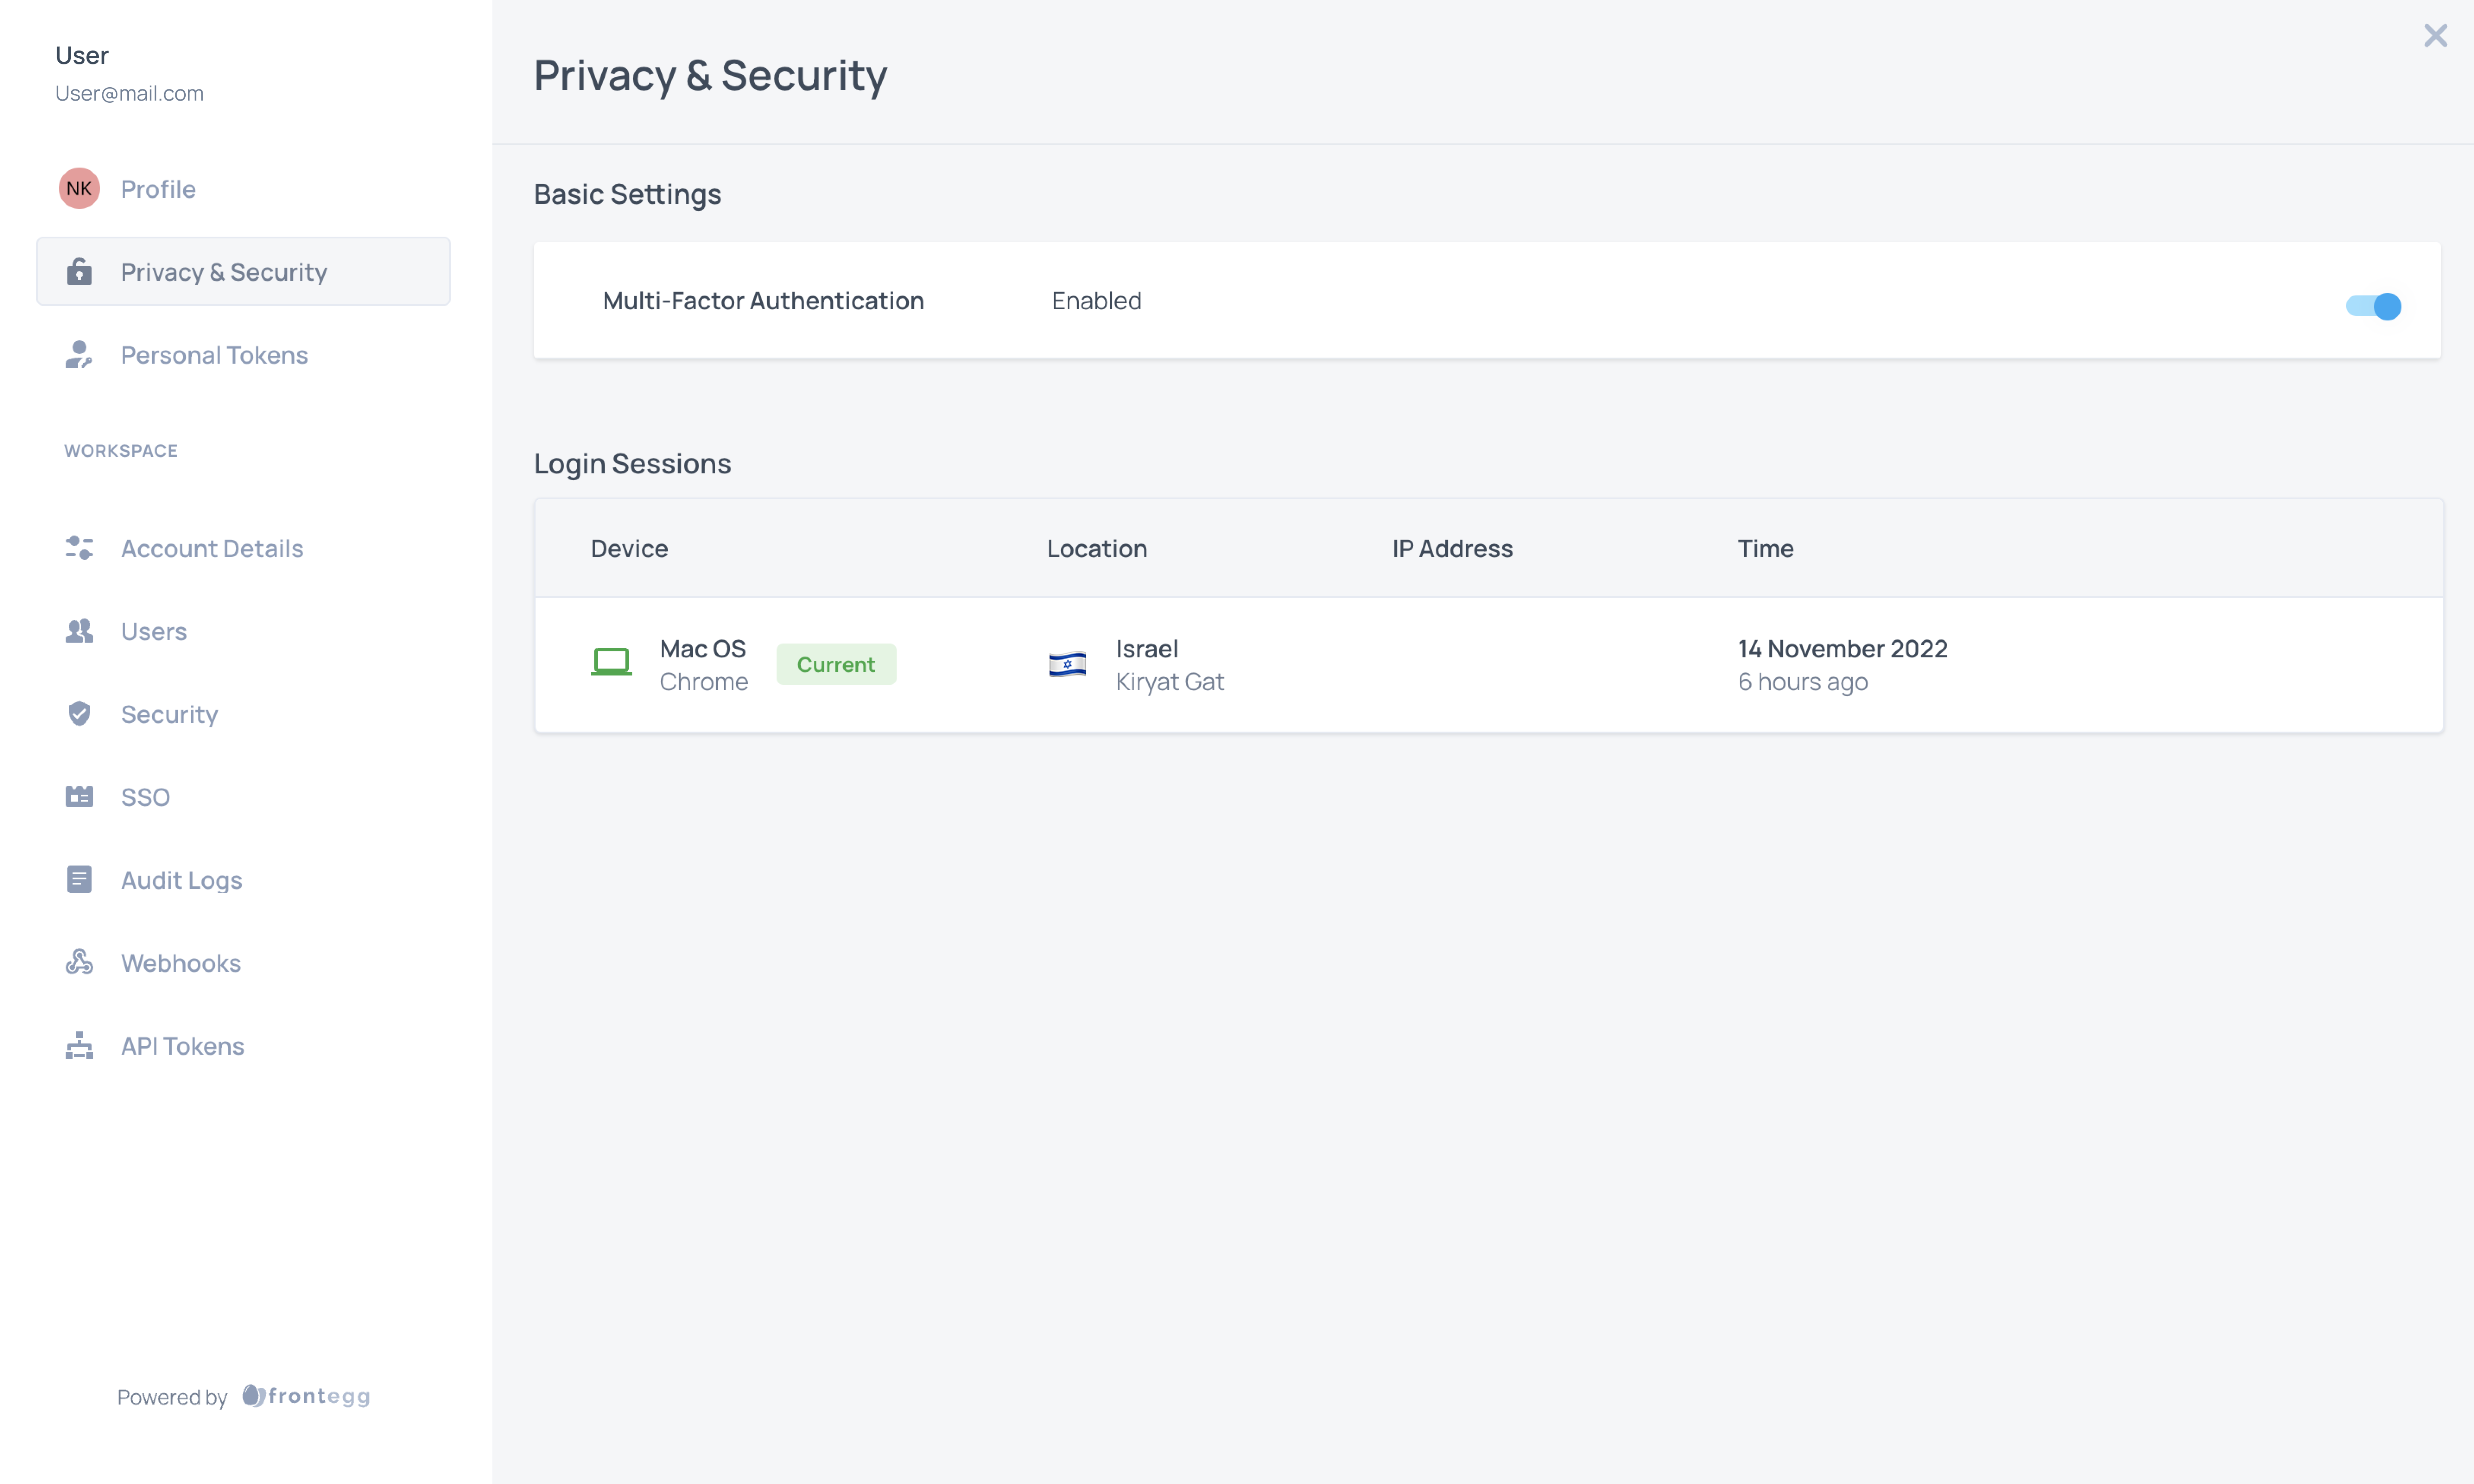 User
User@mail.com
NK Profile
Privacy & Security
Personal Tokens
WORKSPACE
Account Details
Users
Security
SSO
Audit Logs
Webhooks
API Tokens
Powered by frontegg
Privacy & Security
Basic Settings
Multi-Factor Authentication Enabled
Login Sessions
Device Location IP Address Time
Mac OS Current Israel 14 November 2022
Chrome Kiryat Gat 6 hours ago